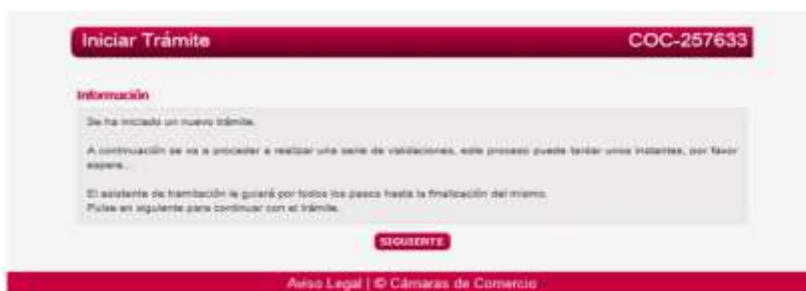 Iniciar Trámite
COC-257633
Información
Se ha iniciado un nuevo trámite.
A continuación se va a proceder a realizar una serie de validaciones, este proceso puede tardar unos instantes, por favor
espere...
El asistente de tramitación le guiará por todos los pasos hasta la finalización del mismo.
Pulse en siguiente para continuar con el trámite.
SIGUIENTE
Aviso Legal | © Cámaras de Comercio